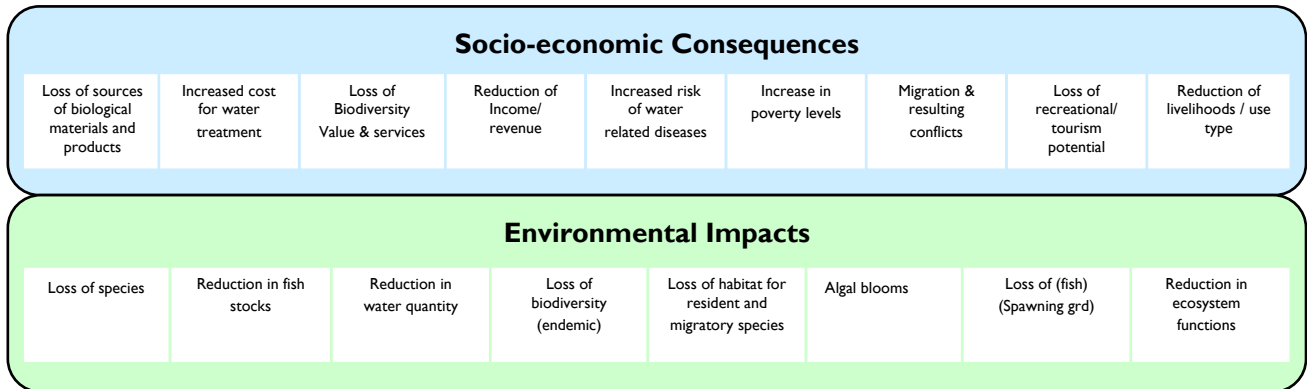 Socio-economic Consequences
Loss of sources
of biological
materials and
products
Increased cost
for water
treatment
Loss of
Biodiversity
Value & services
Reduction of
Income/
revenue
Increased risk
of water
related diseases
Increase in
poverty levels
Migration &
resulting
conflicts
Loss of
recreational/
tourism
potential
Reduction of
livelihoods / use
type
Environmental Impacts
Loss of species
Reduction in fish
stocks
Reduction in
water quantity
Loss of
biodiversity
(endemic)
Loss of habitat for
resident and
migratory species
Algal blooms
Loss of (fish)
(Spawning grd)
Reduction in
ecosystem
functions